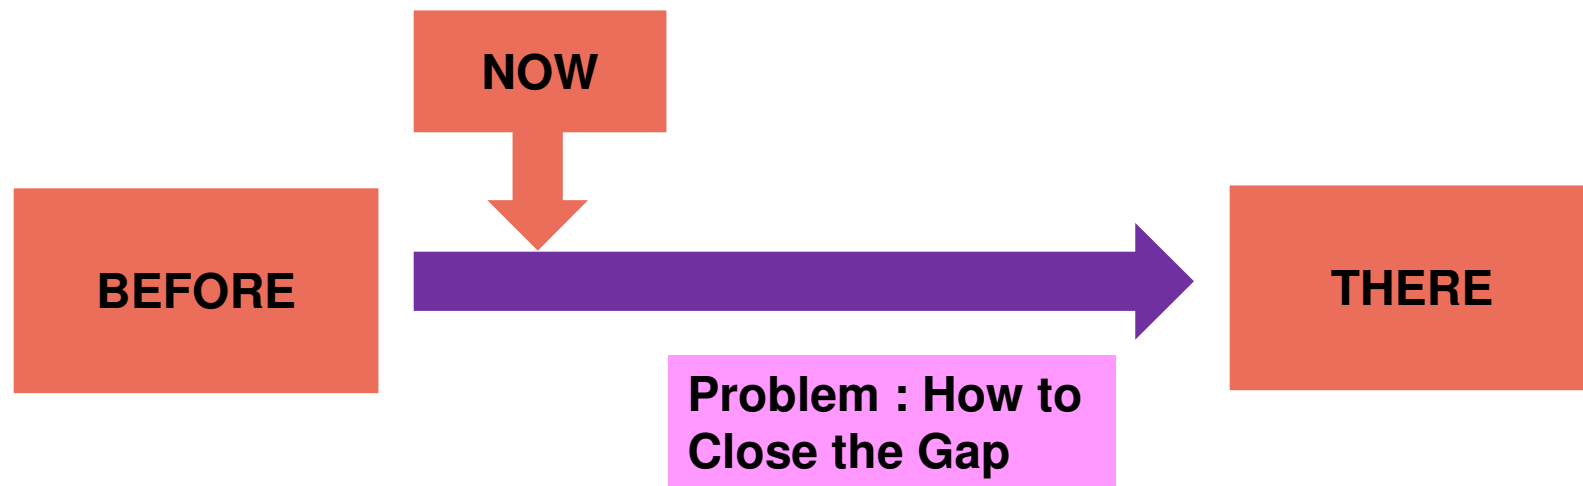 NOW
BEFORE
THERE
Problem : How to
Close the Gap